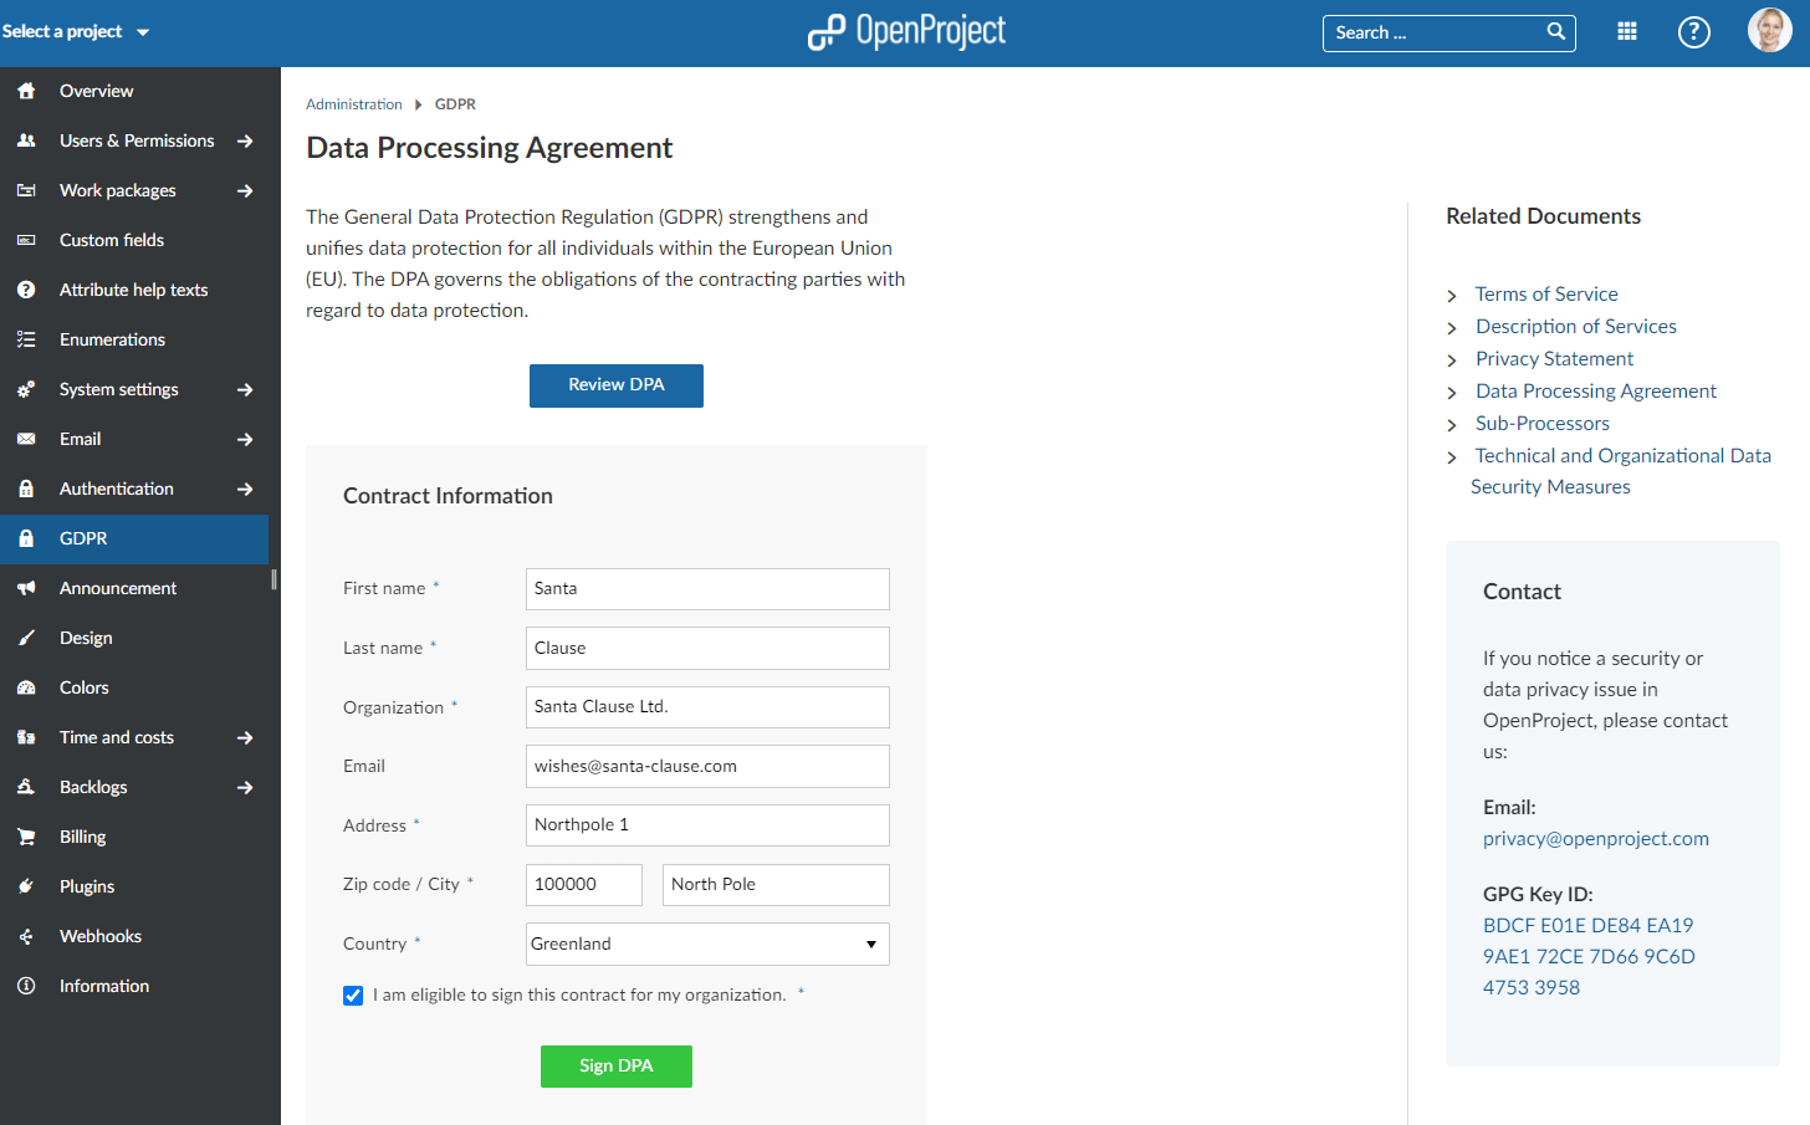 Select a project
OpenProject
Search ...
?
Overview
Users & Permissions
Work packages
Custom fields
Attribute help texts
Enumerations
System settings
Email
Authentication
GDPR
Announcement
Design
Colors
Time and costs
Backlogs
Billing
Plugins
Webhooks
Information
Administration
GDPR
Data Processing Agreement
The General Data Protection Regulation (GDPR) strengthens and
unifies data protection for all individuals within the European Union
(EU). The DPA governs the obligations of the contracting parties with
regard to data protection.
Review DPA
Contract Information
First name *
Santa
Last name *
Clause
Organization *
Santa Clause Ltd.
Email
wishes@santa-clause.com
Address *
Northpole 1
Zip code / City *
100000
North Pole
Country *
Greenland
I am eligible to sign this contract for my organization. *
Sign DPA
Related Documents
Terms of Service
Description of Services
Privacy Statement
Data Processing Agreement
Sub-Processors
Technical and Organizational Data
Security Measures
Contact
If you notice a security or
data privacy issue in
OpenProject, please contact
us:
Email:
privacy@openproject.com
GPG Key ID:
BDCF E01E DE84 EA19
9AE1 72CE 7D66 9C6D
4753 3958